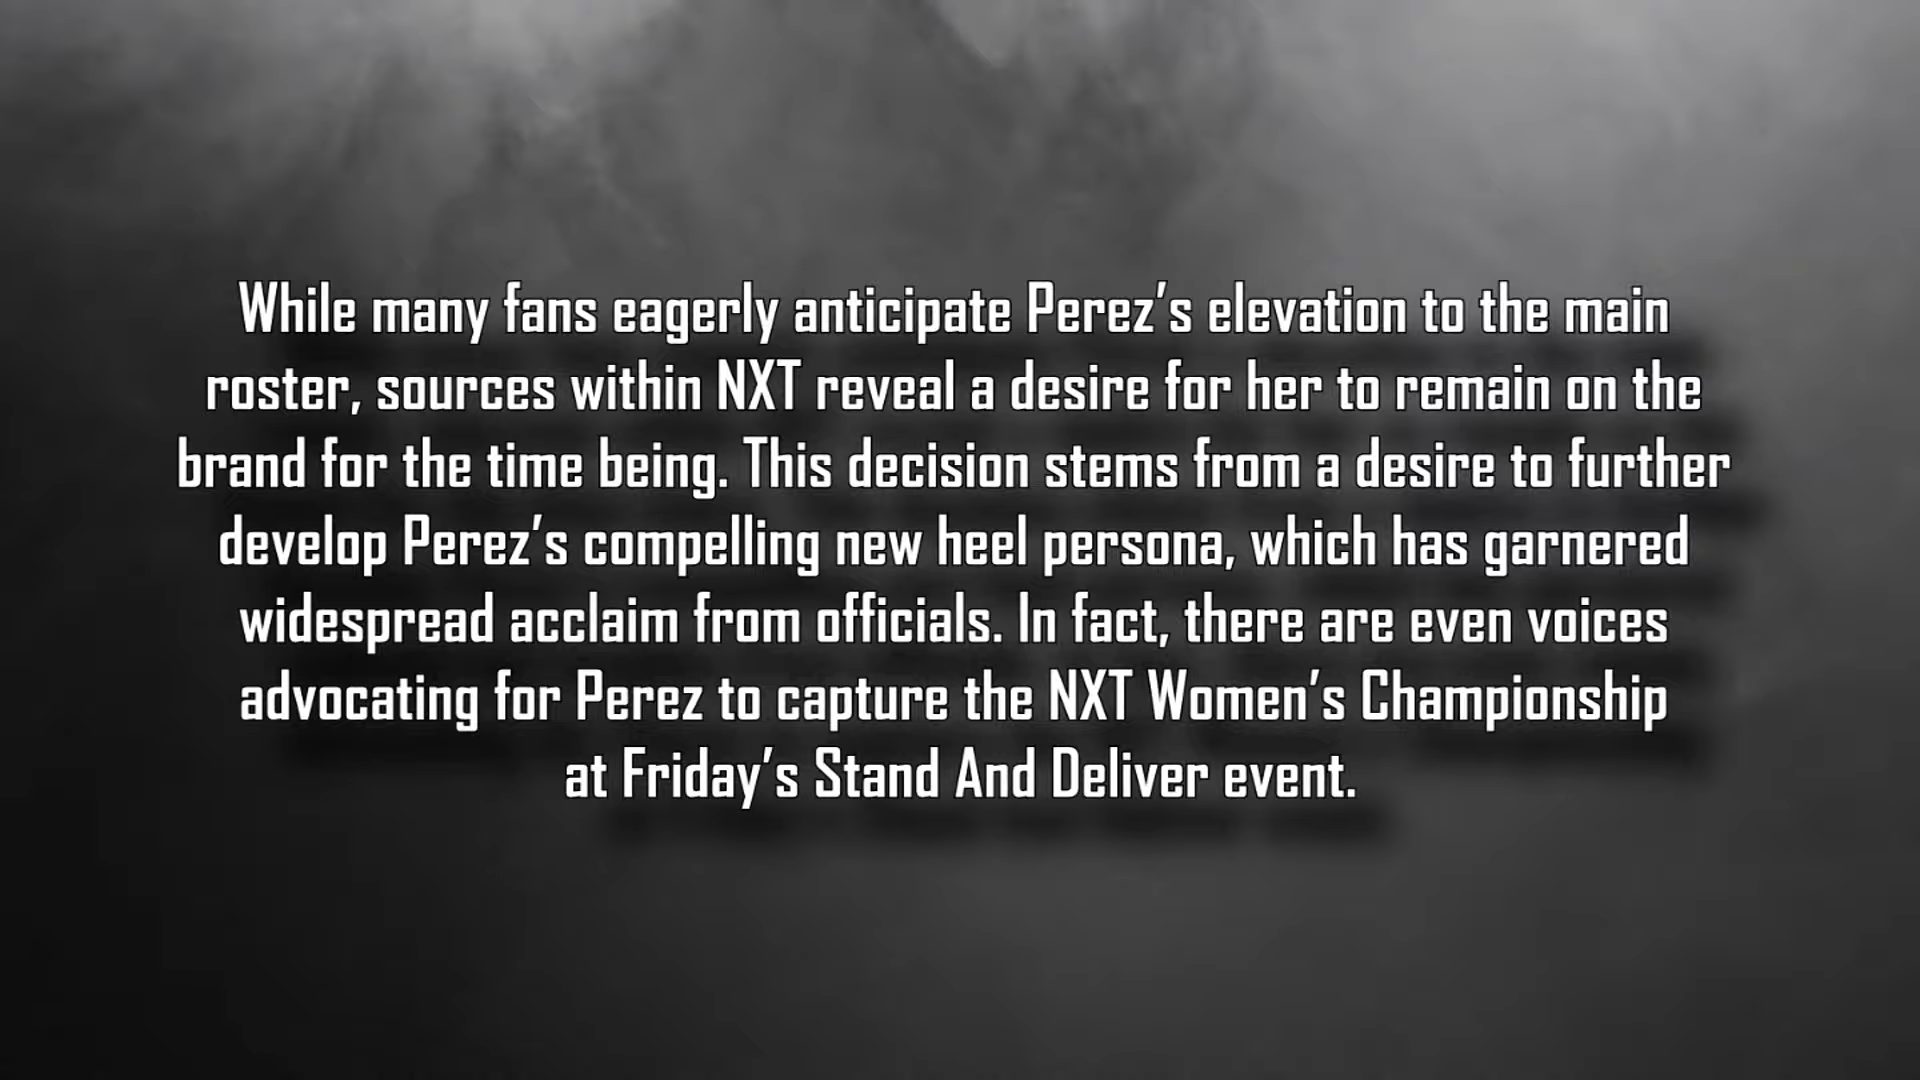 While many fans eagerly anticipate Perez’s elevation to the main
roster, sources within NXT reveal a desire for her to remain on the
brand for the time being. This decision stems from a desire to further
develop Perez’s compelling new heel persona, which has garnered
widespread acclaim from officials. In fact, there are even voices
advocating for Perez to capture the NXT Women’s Championship
at Friday’s Stand And Deliver event.